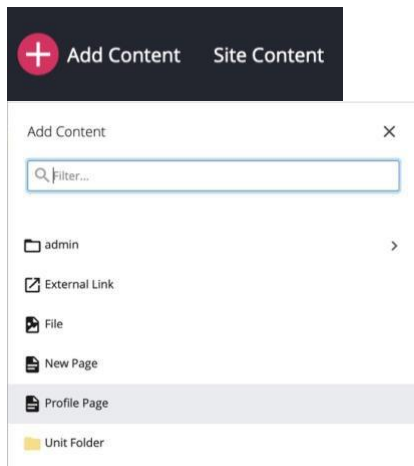 Add Content Site Content
Add Content
Filter...
admin
External Link
File
New Page
Profile Page
Unit Folder